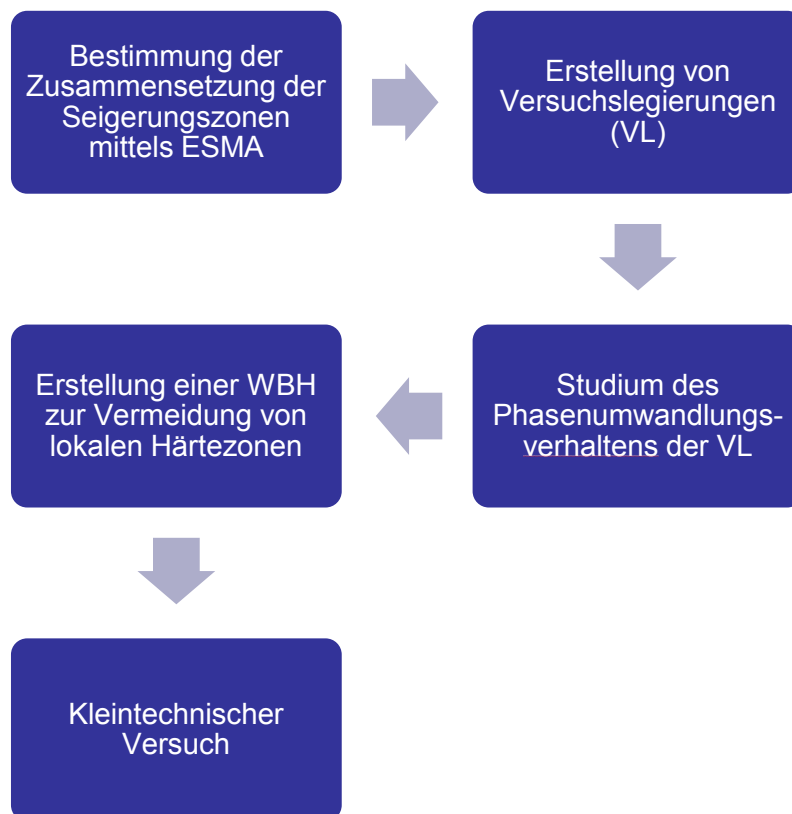 Bestimmung der
Zusammensetzung der
Seigerungszonen
mittels ESMA
Erstellung von
Versuchslegierungen
(VL)
Studium des
Phasenumwandlungs-
verhaltens der VL
Erstellung einer WBH
zur Vermeidung von
lokalen Härtezonen
Kleintechnischer
Versuch